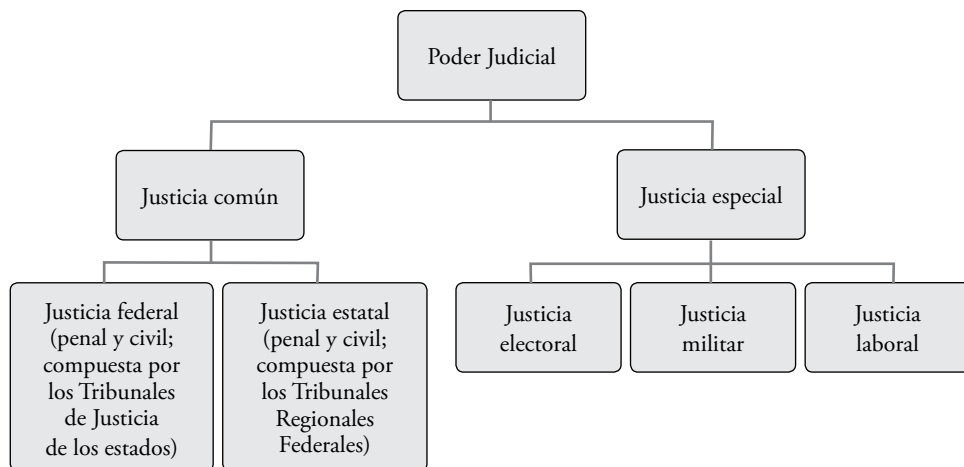 Poder Judicial
Justicia común
Justicia especial
Justicia federal
(penal y civil;
compuesta por
los Tribunales
de Justicia
de los estados)
Justicia estatal
(penal y civil;
compuesta por
los Tribunales
Regionales
Federales)
Justicia
electoral
Justicia
militar
Justicia
laboral